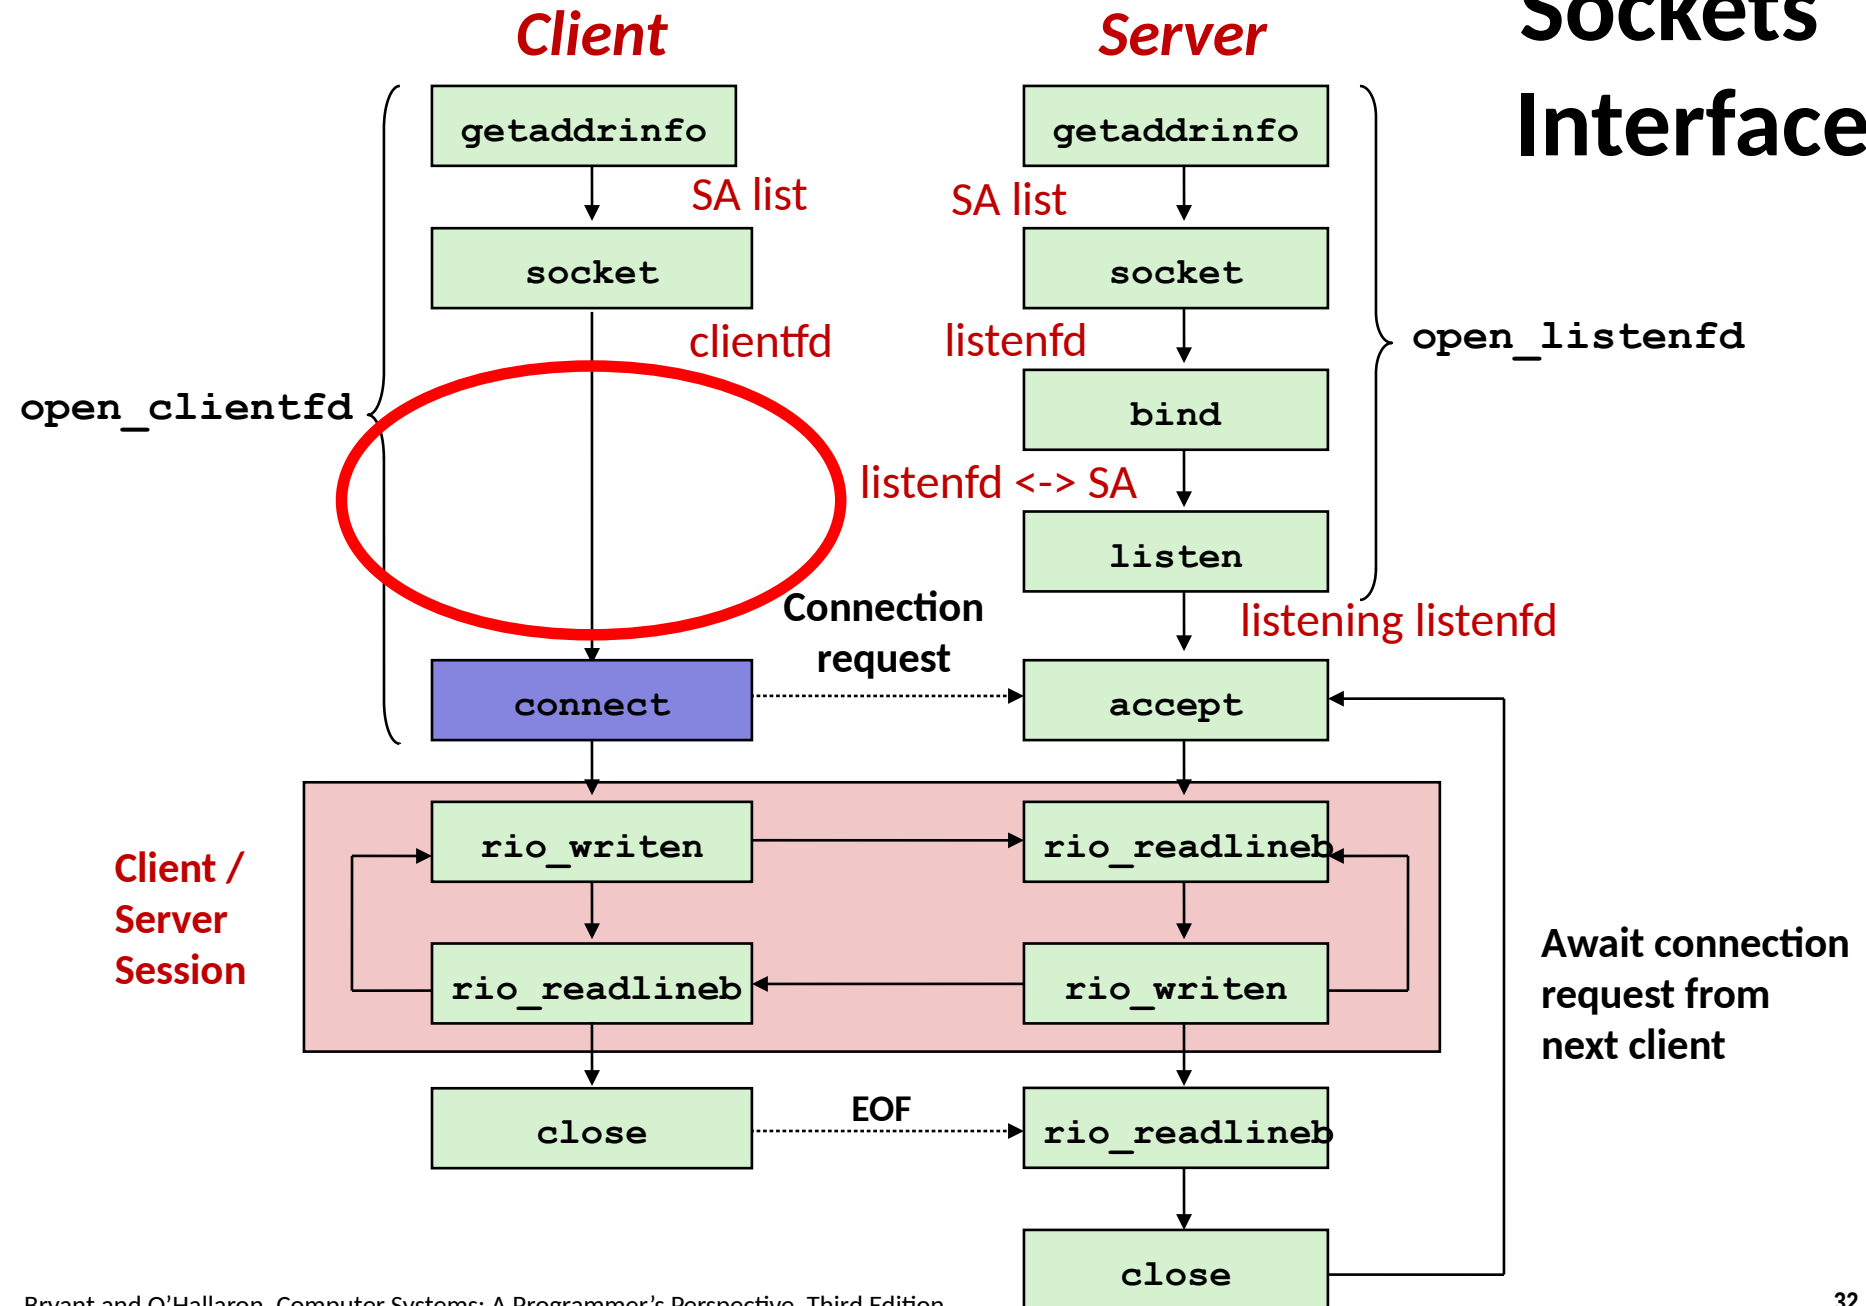 Sockets
Interface
Client
Server
getaddrinfo
getaddrinfo
SA list
SA list
socket
socket
clientfd
listenfd
open_listenfd
open_clientfd
bind
listenfd <-> SA
listen
Connection
request
listening listenfd
connect
accept
Client /
Server
Session
rio_writen
rio_readlineb
rio_readlineb
rio_writen
Await connection
request from
next client
close
EOF
rio_readlineb
close
Bryant and O’Hallaron, Computer Systems: A Programmer’s Perspective, Third Edition
32